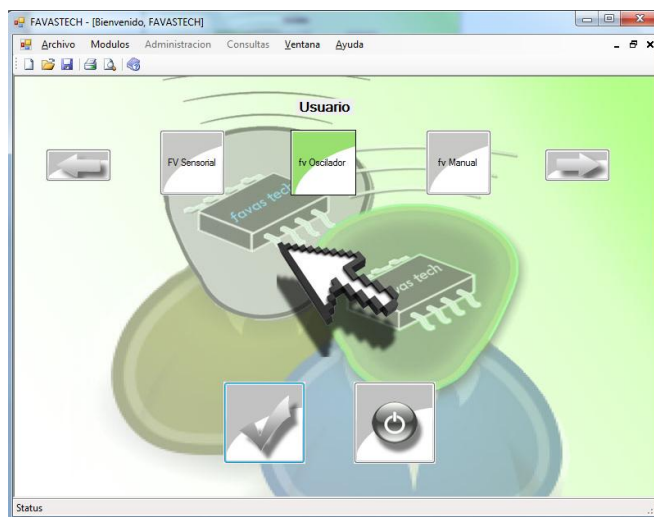 FAVASTECH - [Bienvenido, FAVASTECH]
Archivo Modulos Administracion Consultas Ventana Ayuda
Usuario
FV Sensorial fv Oscilador fv Manual
favas tech
vas tech
Status